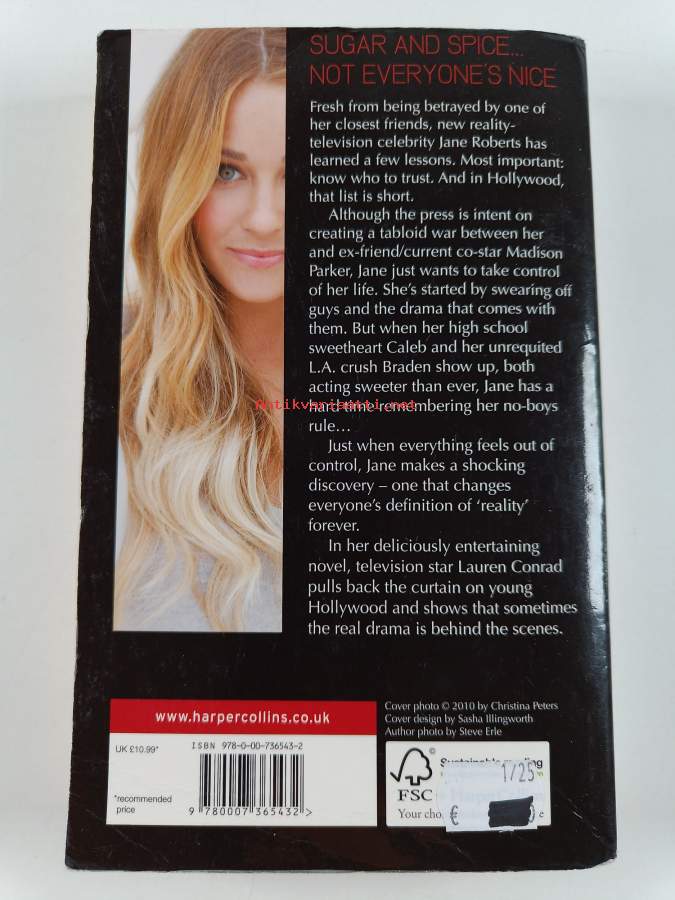 SUGAR AND SPICE...
NOT EVERYONE'S NICE
Fresh from being betrayed by one of
her closest friends, new reality-
television celebrity Jane Roberts has
learned a few lessons. Most important:
know who to trust. And in Hollywood,
that list is short.
Although the press is intent on
creating a tabloid war between her
and ex-friend/current co-star Madison
Parker, Jane just wants to take control
of her life. She's started by swearing off
guys and the drama that comes with
them. But when her high school
sweetheart Caleb and her unrequited
L.A. crush Braden show up, both
acting sweeter than ever, Jane has a
hard time remembering her no-boys
rule…
Antikvariaatti.net
Just when everything feels out of
control, Jane makes a shocking
discovery – one that changes
everyone's definition of 'reality'
forever.
In her deliciously entertaining
novel, television star Lauren Conrad
pulls back the curtain on young
Hollywood and shows that sometimes
the real drama is behind the scenes.
www.harpercollins.co.uk
Cover photo © 2010 by Christina Peters
Cover design by Sasha Illingworth
Author photo by Steve Erle
UK £10.99*
*recommended
price
ISBN 978-0-00-736543-2
9 780007 365432 >
FSC
Your cho
1/25
€
e